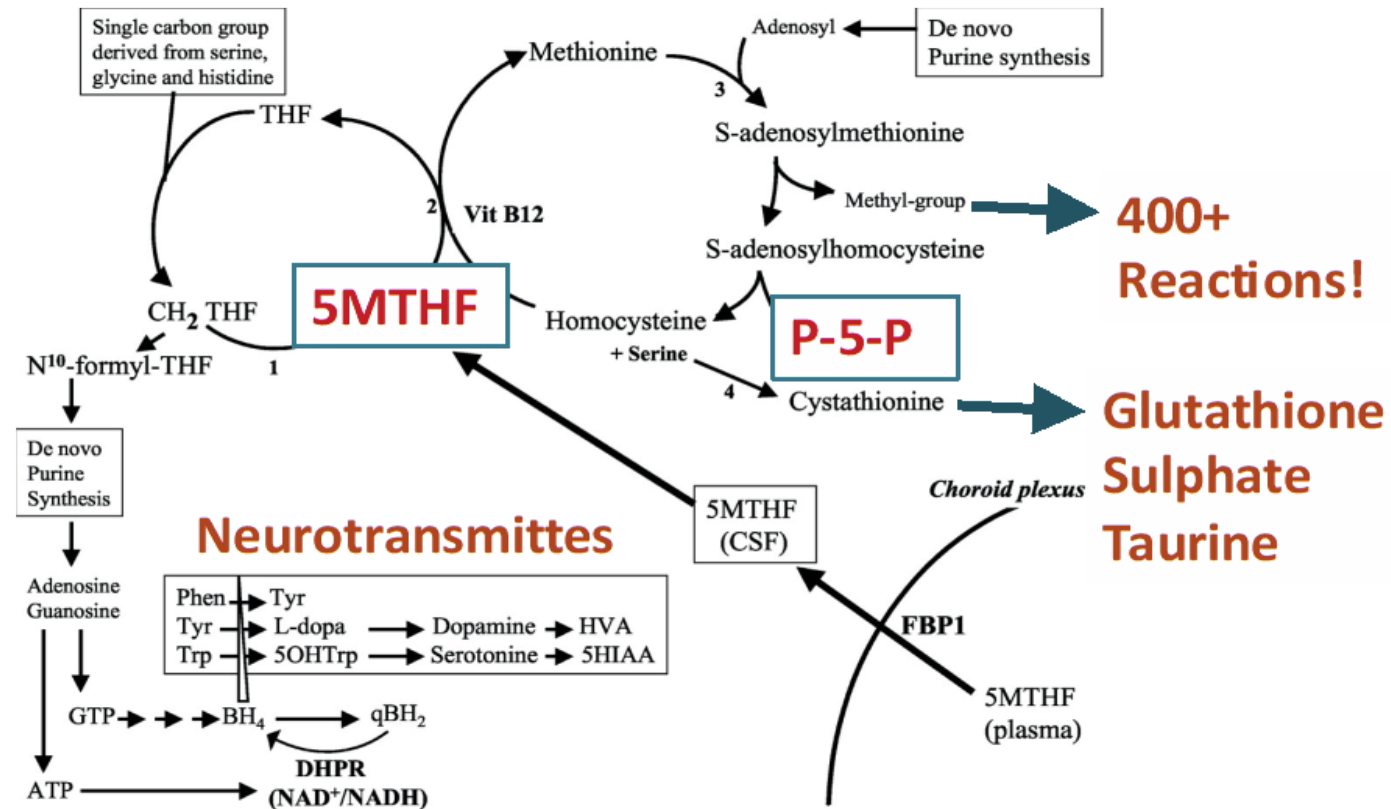 Single carbon group
derived from serine,
glycine and histidine
THF
CH2 THF
N10-formyl-THF
1
5MTHF
2
Vit B12
Methionine
3
Adenosyl
De novo
Purine synthesis
S-adenosylmethionine
Methyl-group
400+
Reactions!
S-adenosylhomocysteine
Homocysteine
+ Serine
P-5-P
4
Cystathionine
Glutathione
Sulphate
Taurine
De novo
Purine
Synthesis
Adenosine
Guanosine
Neurotransmittes
Phen Tyr
Tyr L-dopa Dopamine HVA
Trp 5OHTrp Serotonine 5HIAA
GTP BH4 qBH2
DHPR
(NAD+/NADH)
ATP
5MTHF
(CSF)
Choroid plexus
FBP1
5MTHF
(plasma)